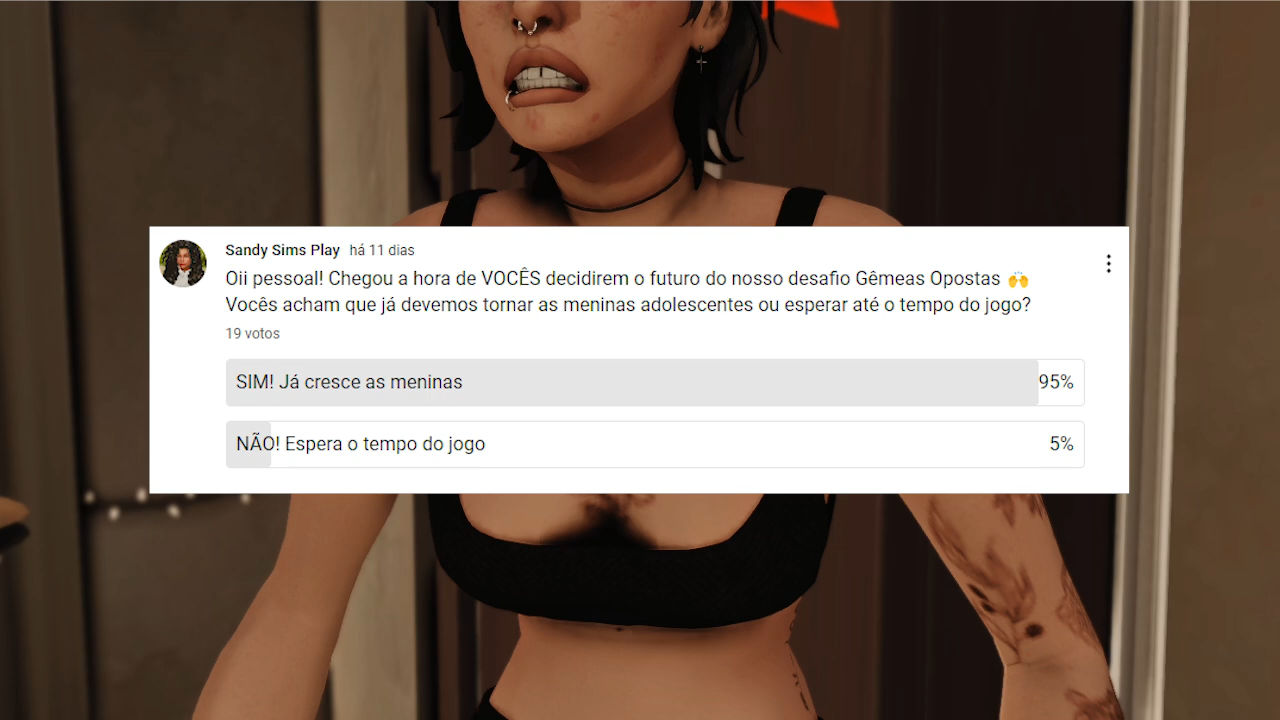 Sandy Sims Play há 11 dias
Oii pessoal! Chegou a hora de VOCÊS decidirem o futuro do nosso desafio Gêmeas Opostas 🙌
Vocês acham que já devemos tornar as meninas adolescentes ou esperar até o tempo do jogo?
19 votos
SIM! Já cresce as meninas 95%
NÃO! Espera o tempo do jogo 5%